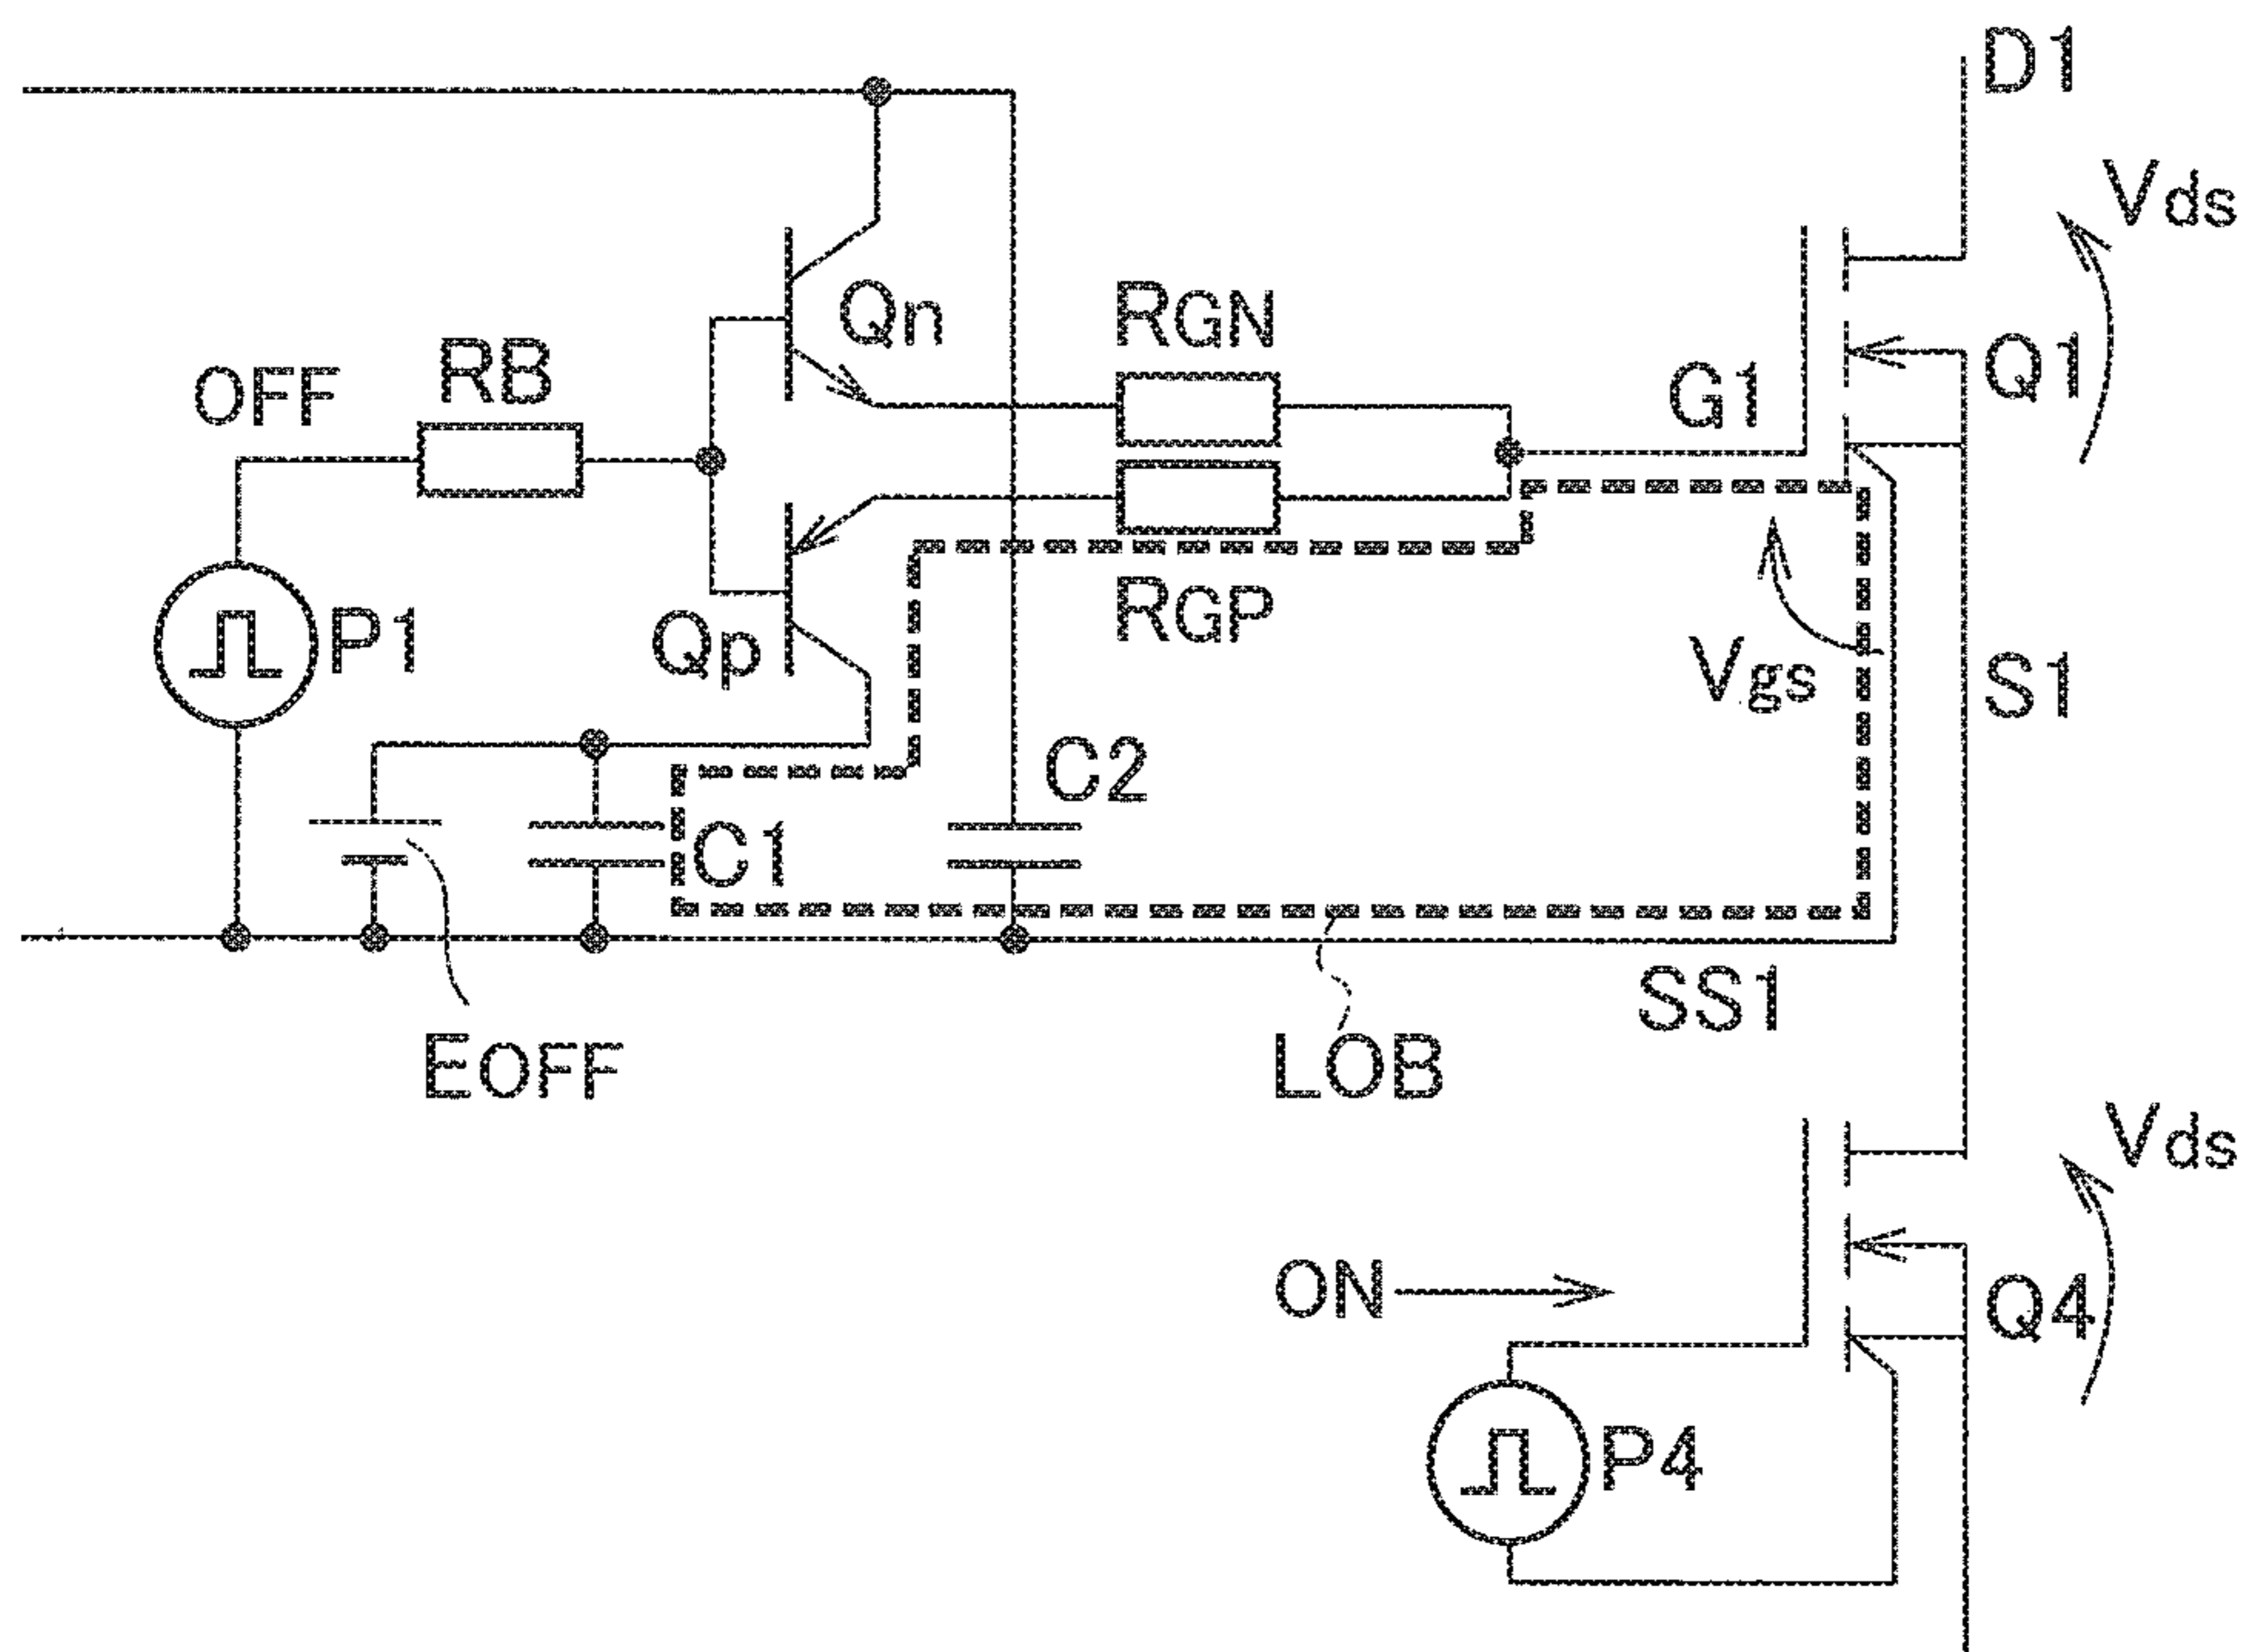 D1
Vds
Qn
RGN
OFF
RB
G1
Q1
P1
Qp
RGP
Vgs
S1
C2
C1
SS1
EOFF
LOB
Vds
ON
Q4
P4